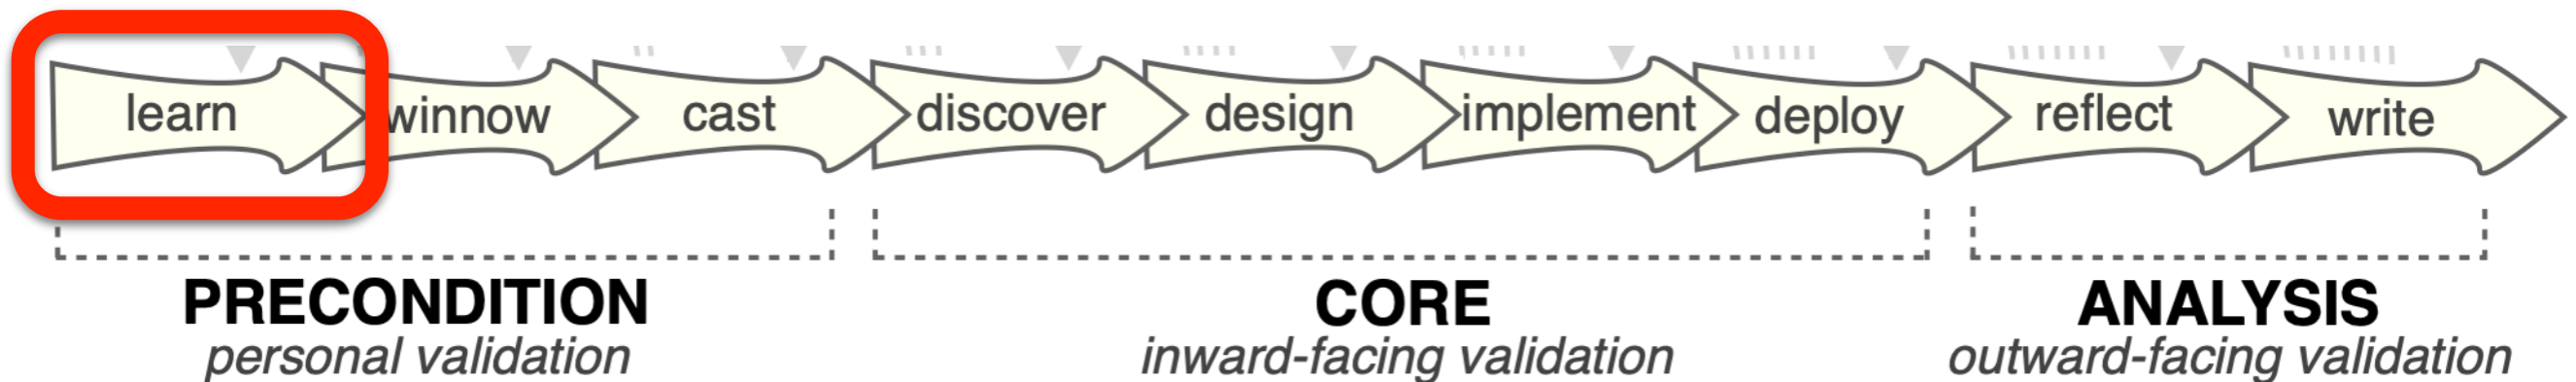 learn winnow cast discover design implement deploy reflect write
PRECONDITION CORE ANALYSIS
personal validation inward-facing validation outward-facing validation